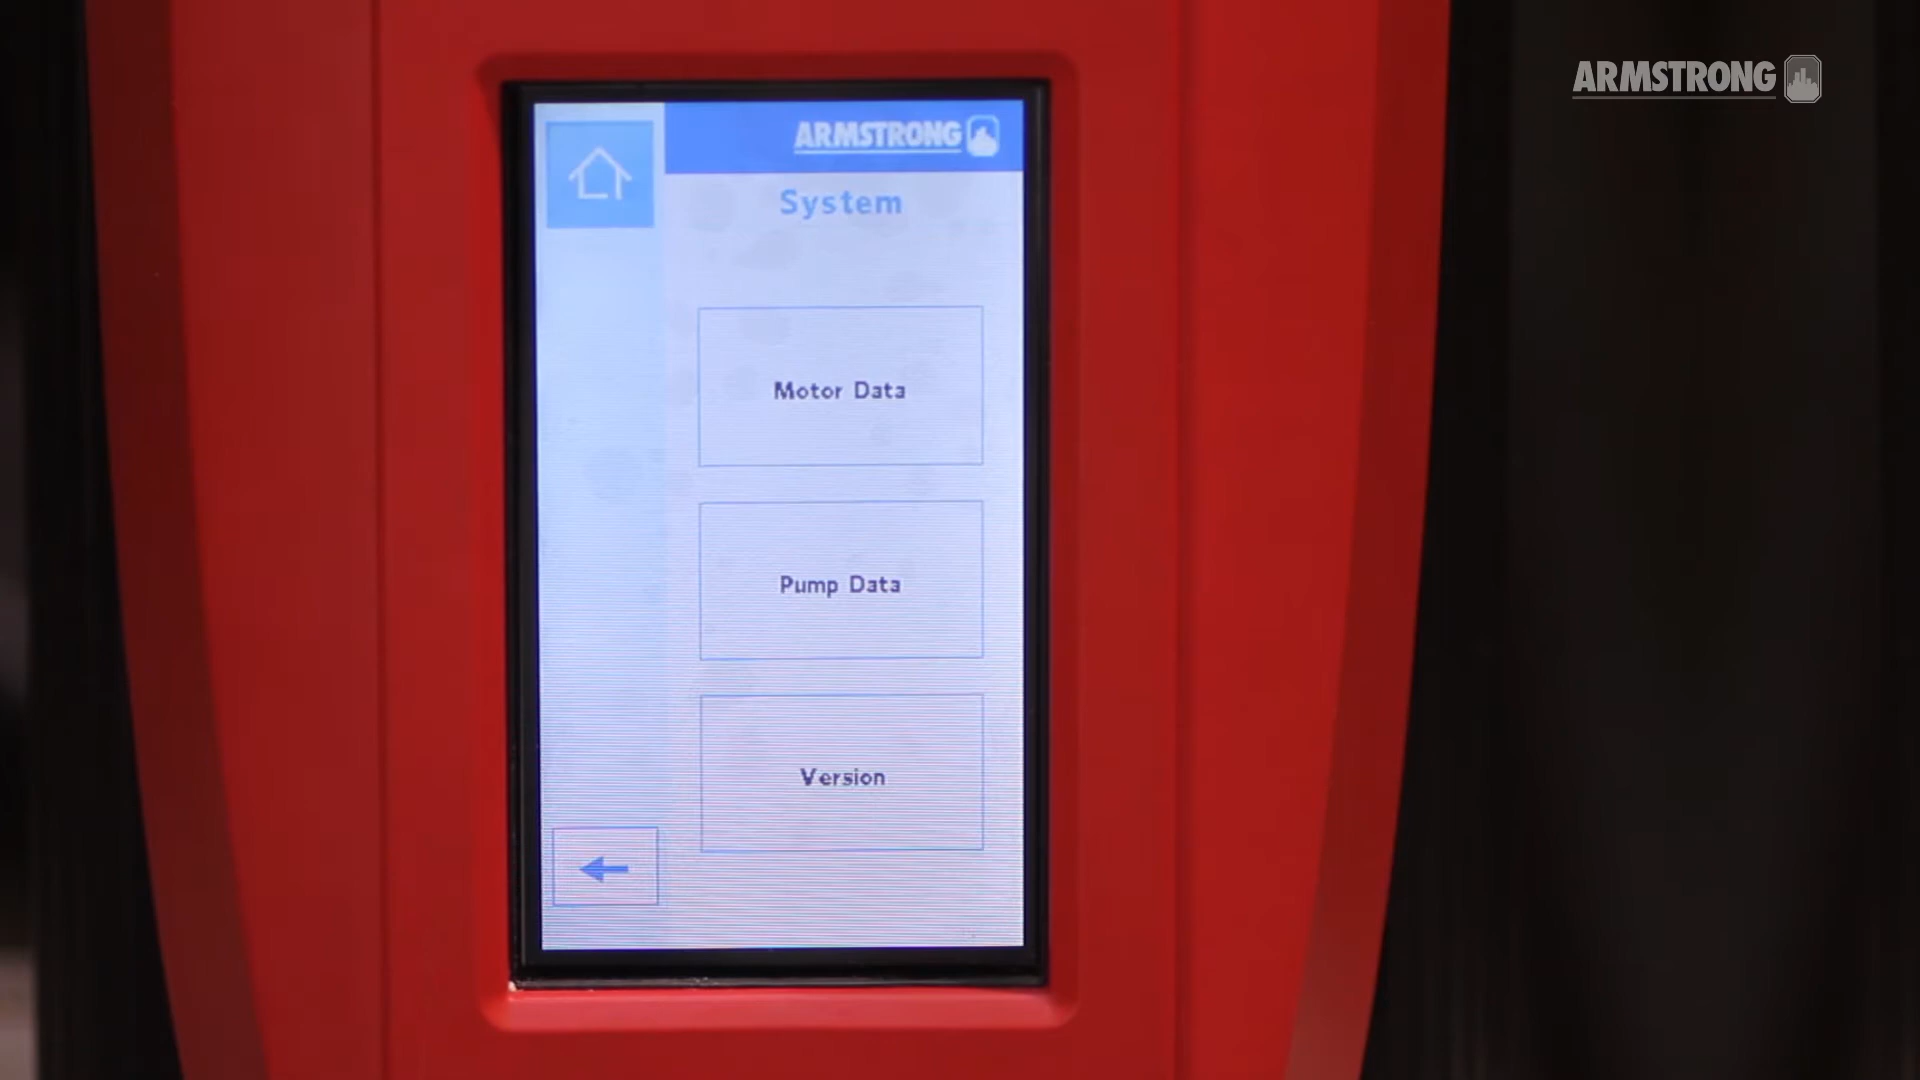 ARMSTRONG
ARMSTRONG
System
Motor Data
Pump Data
Version